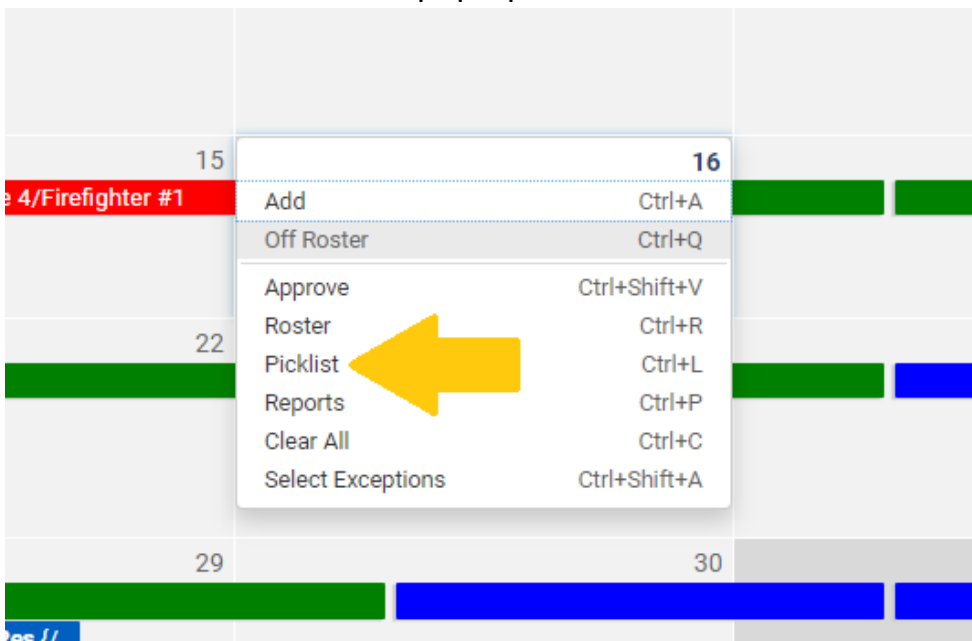 15
16
4/Firefighter #1
Add Ctrl+A
Off Roster Ctrl+Q
Approve Ctrl+Shift+V
Roster Ctrl+R
22
Picklist Ctrl+L
Reports Ctrl+P
Clear All Ctrl+C
Select Exceptions Ctrl+Shift+A
29
30